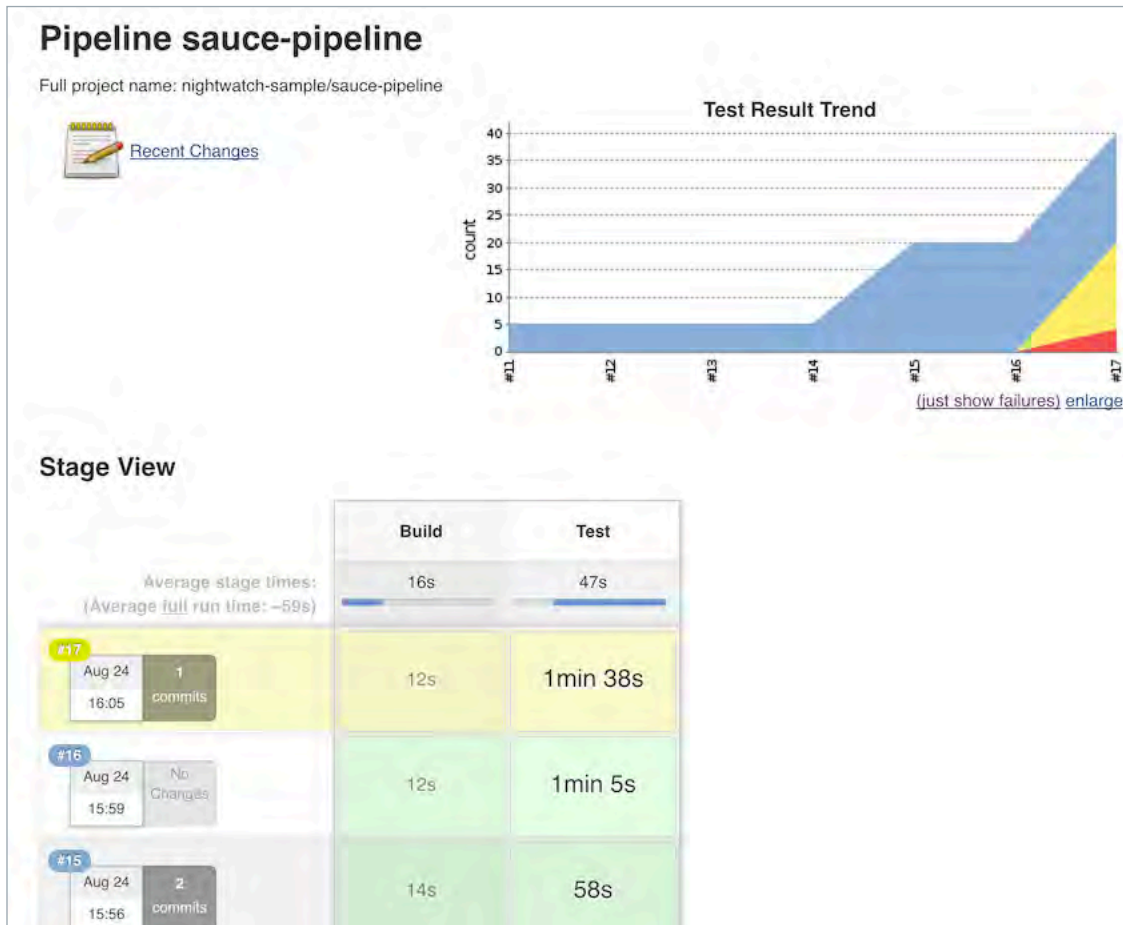 Pipeline sauce-pipeline
Full project name: nightwatch-sample/sauce-pipeline
Recent Changes
Test Result Trend
count
40
35
30
25
20
15
10
5
0
#11
#12
#13
#14
#15
#16
#17
(just show failures) enlarge
Stage View
Build Test
Average stage times: 16s 47s
(Average full run time: ~59s)
#17
Aug 24 1
16:05 commits
12s 1min 38s
#16
Aug 24 No
15:59 Changes
12s 1min 5s
#15
Aug 24 2
15:56 commits
14s 58s